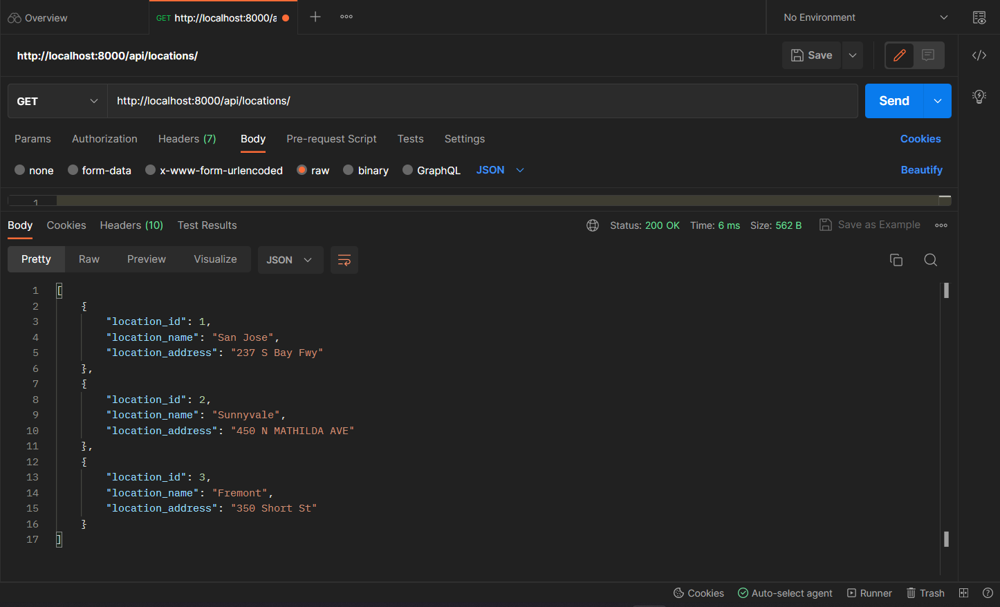 Overview
GET http://localhost:8000/a
No Environment
http://localhost:8000/api/locations/
Save
GET http://localhost:8000/api/locations/ Send
Params Authorization Headers (7) Body Pre-request Script Tests Settings Cookies
none form-data x-www-form-urlencoded raw binary GraphQL JSON Beautify
1
Body Cookies Headers (10) Test Results Status: 200 OK Time: 6 ms Size: 562 B Save as Example
Pretty Raw Preview Visualize JSON
1 [
2 {
3 "location_id": 1,
4 "location_name": "San Jose",
5 "location_address": "237 S Bay Fwy"
6 },
7 {
8 "location_id": 2,
9 "location_name": "Sunnyvale",
10 "location_address": "450 N MATHILDA AVE"
11 },
12 {
13 "location_id": 3,
14 "location_name": "Fremont",
15 "location_address": "350 Short St"
16 }
17 ]
Cookies Auto-select agent Runner Trash